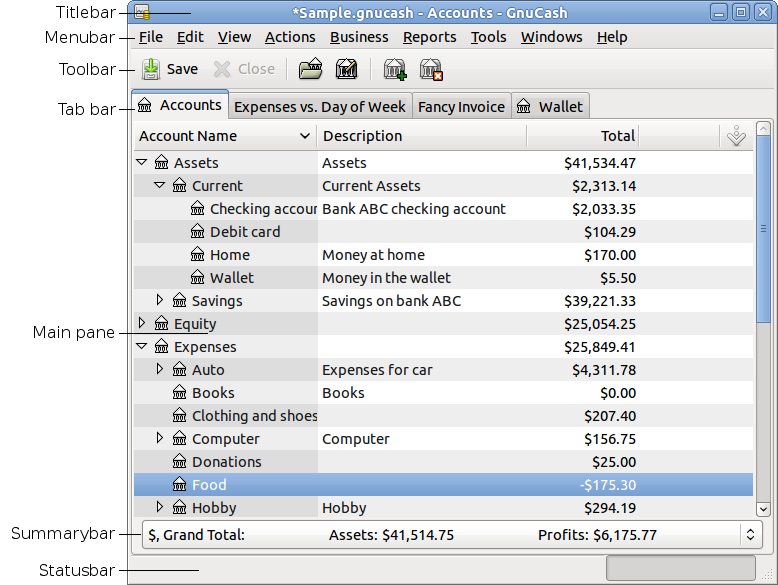 Titlebar *Sample.gnucash - Accounts - GnuCash
Menubar File Edit View Actions Business Reports Tools Windows Help
Toolbar Save Close
Tab bar Accounts Expenses vs. Day of Week Fancy Invoice Wallet
Account Name Description Total
Assets Assets $41,534.47
Current Current Assets $2,313.14
Checking accour Bank ABC checking account $2,033.35
Debit card $104.29
Home Money at home $170.00
Wallet Money in the wallet $5.50
Savings Savings on bank ABC $39,221.33
Equity $25,054.25
Main pane
Expenses $25,849.41
Auto Expenses for car $4,311.78
Books Books $0.00
Clothing and shoes $207.40
Computer Computer $156.75
Donations $25.00
Food -$175.30
Hobby Hobby $294.19
Summarybar $, Grand Total: Assets: $41,514.75 Profits: $6,175.77
Statusbar